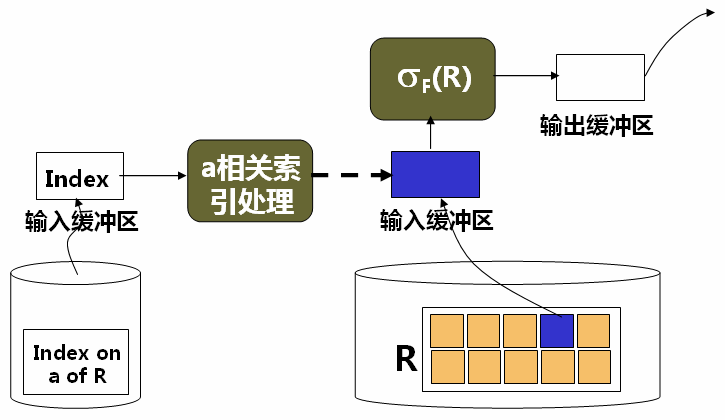 σF(R)
输出缓冲区
Index
a相关索
引处理
输入缓冲区
输入缓冲区
Index on
a of R
R